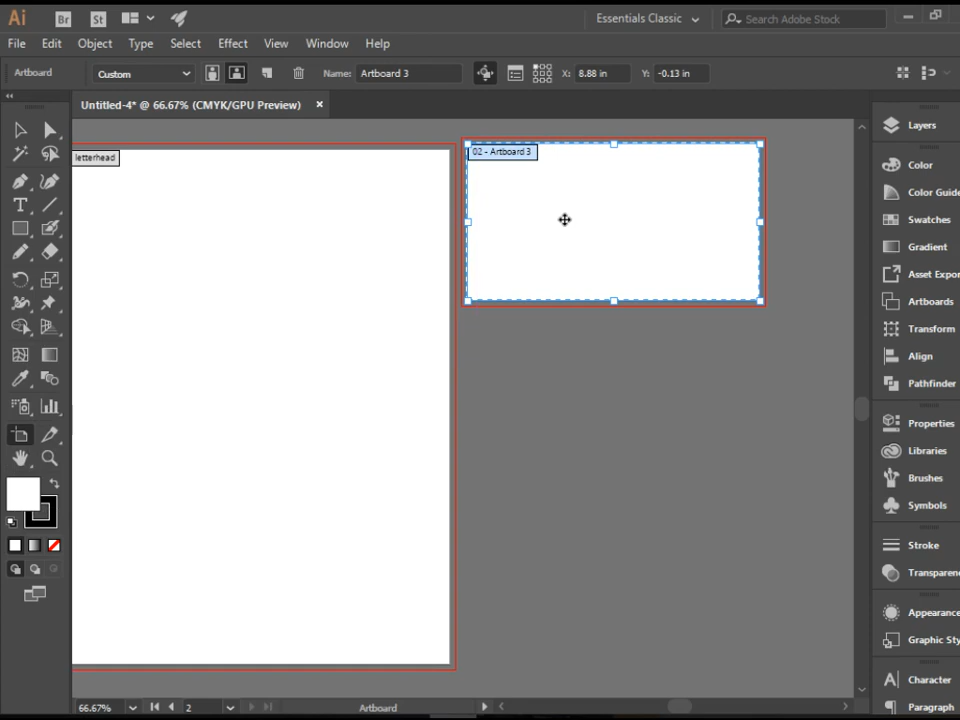 Ai Br St Essentials Classic Search Adobe Stock
File Edit Object Type Select Effect View Window Help
Artboard Custom Name: Artboard 3 X: 8.88 in Y: -0.13 in
Untitled-4* @ 66.67% (CMYK/GPU Preview) ×
letterhead
02 - Artboard 3
Layers
Color
Color Guide
Swatches
Gradient
Asset Expor
Artboards
Transform
Align
Pathfinder
Properties
Libraries
Brushes
Symbols
Stroke
Transparen
Appearance
Graphic Sty
Character
Paragraph
66.67% 2 Artboard